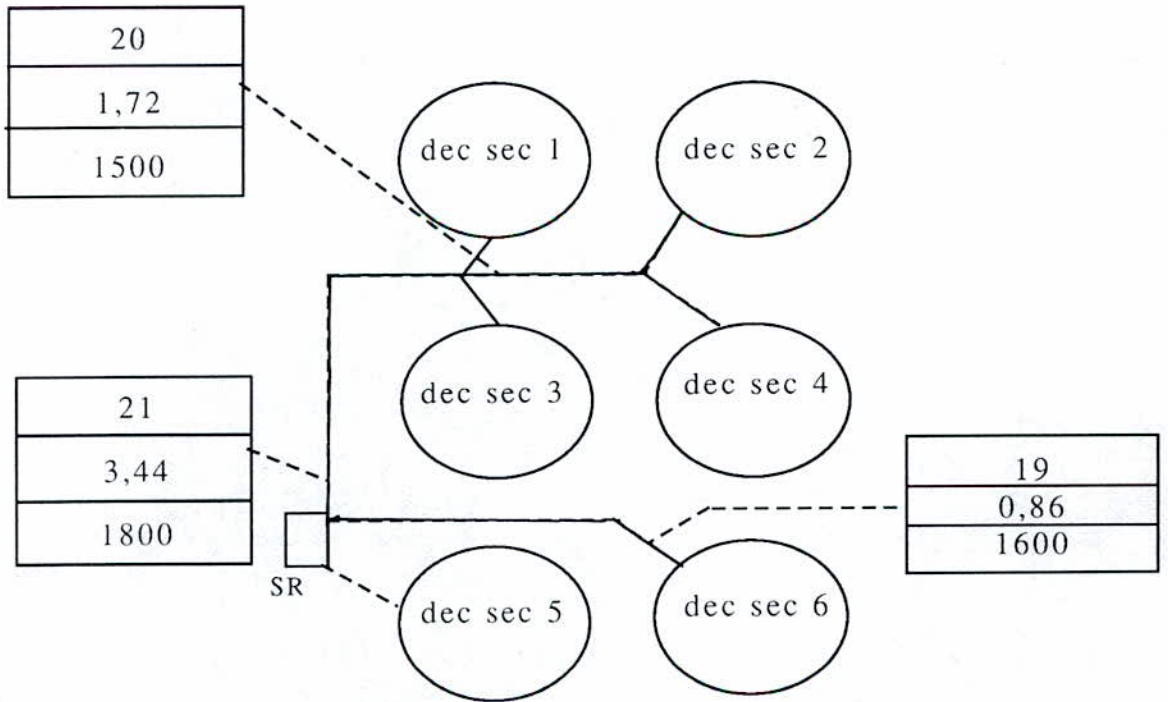 20
1,72
1500
dec sec 1
dec sec 2
21
3,44
1800
dec sec 3
dec sec 4
19
0,86
1600
SR
dec sec 5
dec sec 6